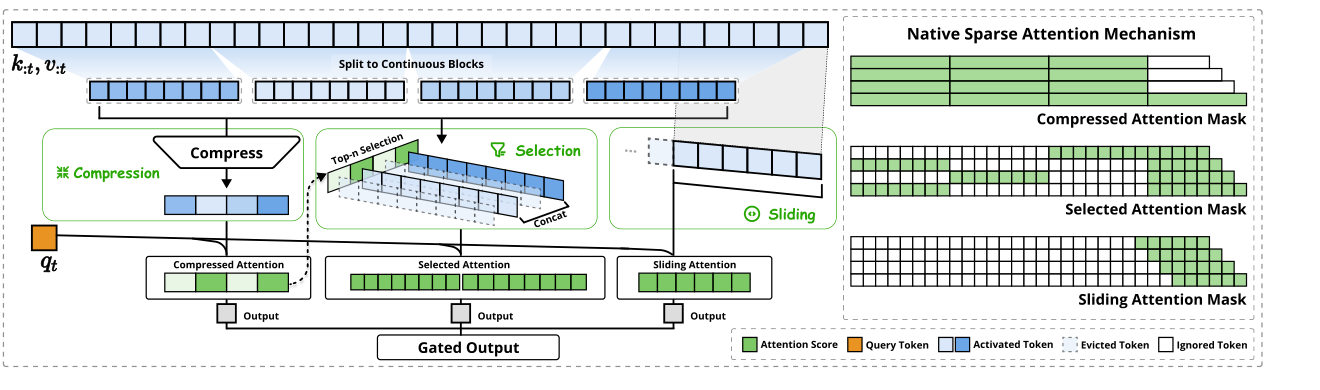 k:t, v:t
Split to Continuous Blocks
Compression
Compress
Top-n Selection
Selection
Concat
...
Sliding
qt
Compressed Attention
Selected Attention
Sliding Attention
Output
Output
Output
Gated Output
Native Sparse Attention Mechanism
Compressed Attention Mask
Selected Attention Mask
Sliding Attention Mask
Attention Score
Query Token
Activated Token
Evicted Token
Ignored Token